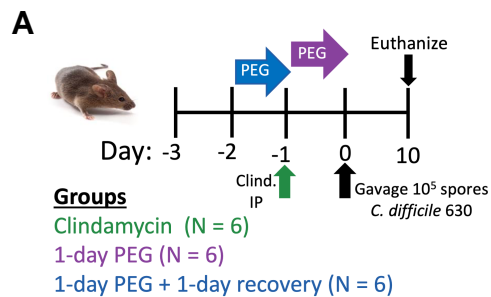 A
Euthanize
PEG
PEG
Day: -3 -2 -1 0 10
Clind.
IP
Gavage 10⁵ spores
C. difficile 630
Groups
Clindamycin (N = 6)
1-day PEG (N = 6)
1-day PEG + 1-day recovery (N = 6)